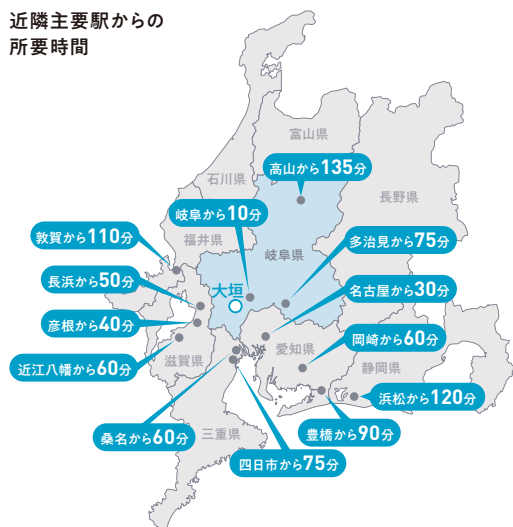 近隣主要駅からの
所要時間
富山県
高山から135分
石川県
長野県
岐阜から10分
敦賀から110分
福井県
岐阜県
多治見から75分
長浜から50分
大垣
名古屋から30分
彦根から40分
愛知県
岡崎から60分
滋賀県
近江八幡から60分
静岡県
浜松から120分
桑名から60分
三重県
豊橋から90分
四日市から75分